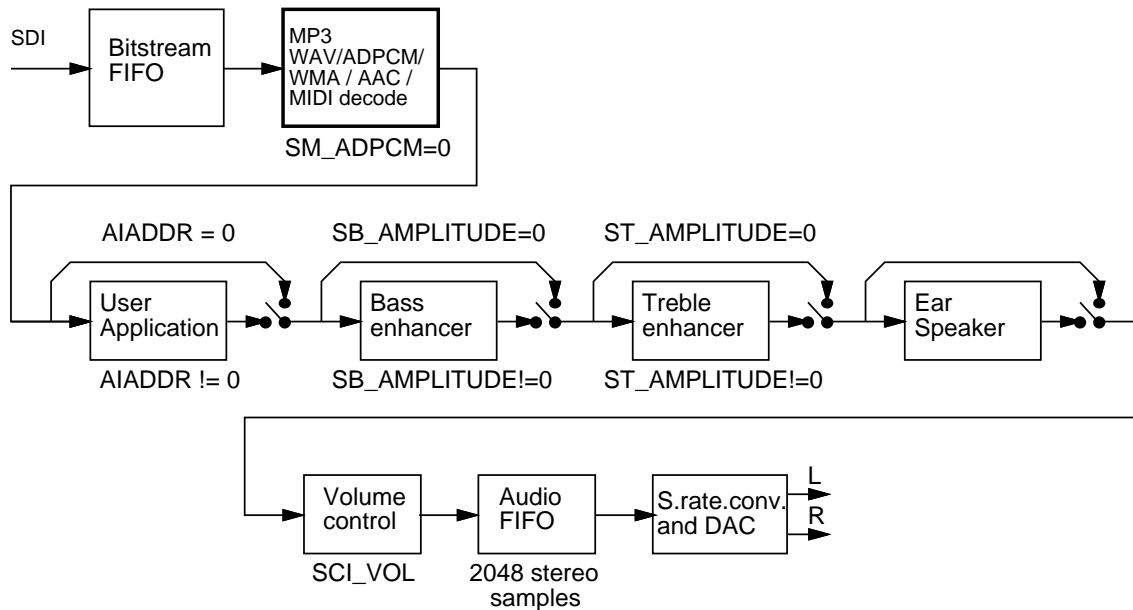 SDI
Bitstream
FIFO
MP3
WAV/ADPCM/
WMA / AAC /
MIDI decode
SM_ADPCM=0
AIADDR = 0
SB_AMPLITUDE=0
ST_AMPLITUDE=0
User
Application
Bass
enhancer
Treble
enhancer
Ear
Speaker
AIADDR != 0
SB_AMPLITUDE!=0
ST_AMPLITUDE!=0
Volume
control
Audio
FIFO
S.rate.conv.
and DAC
L
R
SCI_VOL
2048 stereo
samples